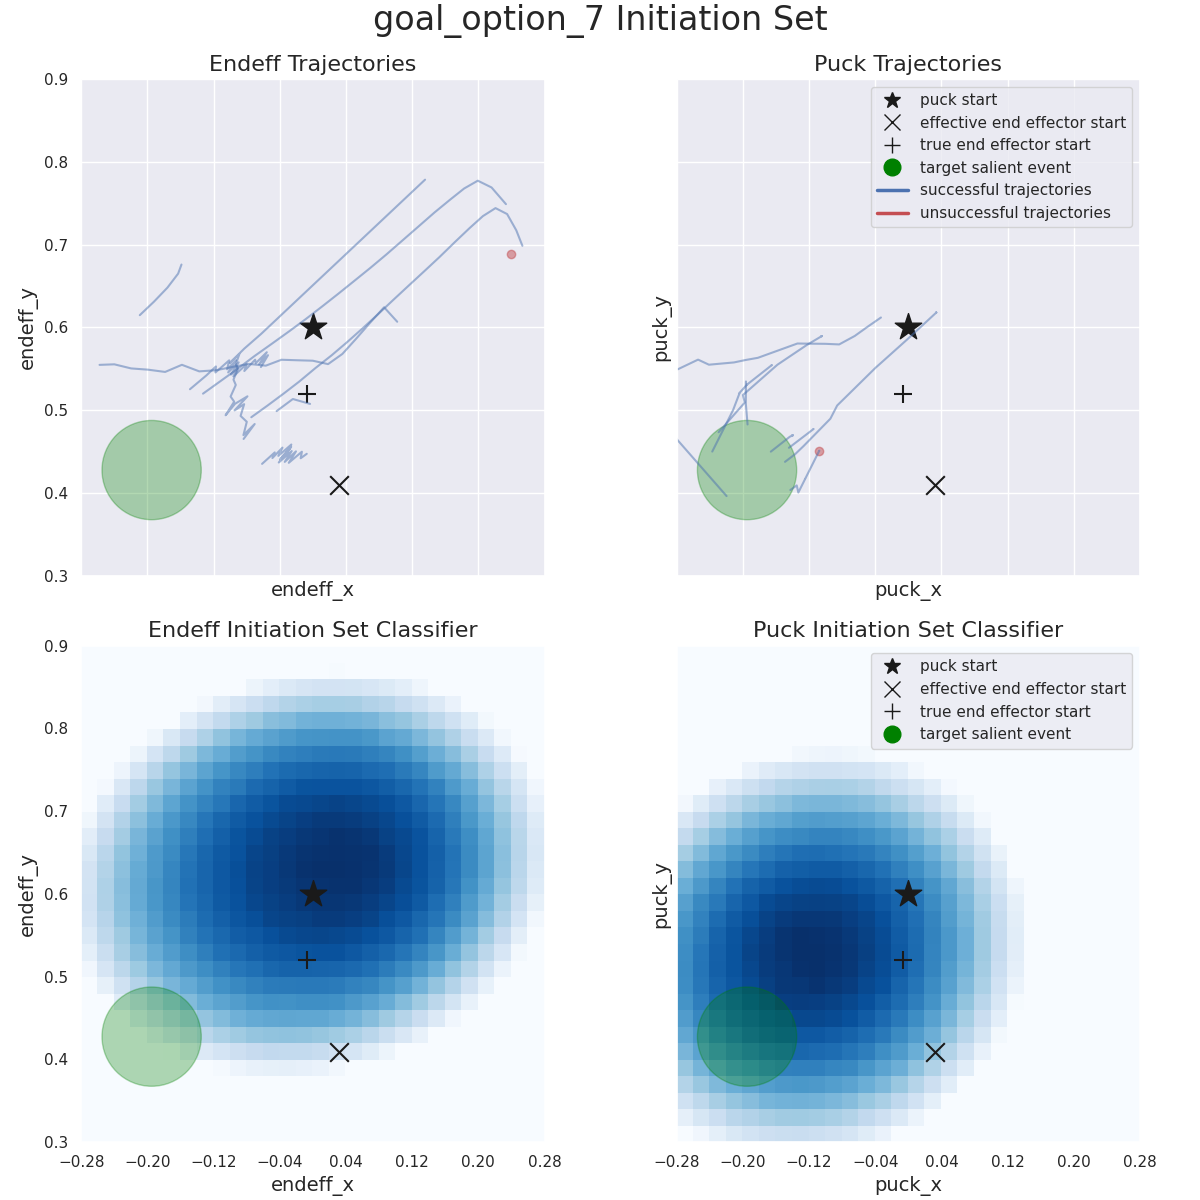 goal_option_7 Initiation Set
Endeff Trajectories
0.9
0.8
0.7
0.6
0.5
0.4
0.3
endeff_y
endeff_x
Puck Trajectories
puck start
effective end effector start
true end effector start
target salient event
successful trajectories
unsuccessful trajectories
puck_y
puck_x
Endeff Initiation Set Classifier
0.9
0.8
0.7
0.6
0.5
0.4
0.3
endeff_y
−0.28 −0.20 −0.12 −0.04 0.04 0.12 0.20 0.28
endeff_x
Puck Initiation Set Classifier
puck start
effective end effector start
true end effector start
target salient event
puck_y
−0.28 −0.20 −0.12 −0.04 0.04 0.12 0.20 0.28
puck_x